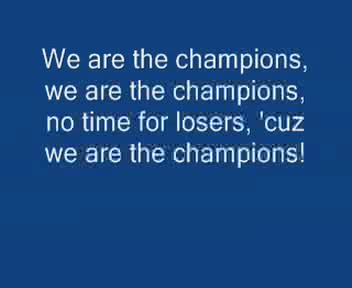 We are the champions,
we are the champions,
no time for losers, 'cuz
we are the champions!